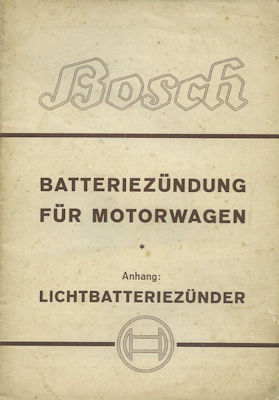 Bosch
BATTERIEZÜNDUNG
FÜR MOTORWAGEN
*
Anhang:
LICHTBATTERIEZÜNDER